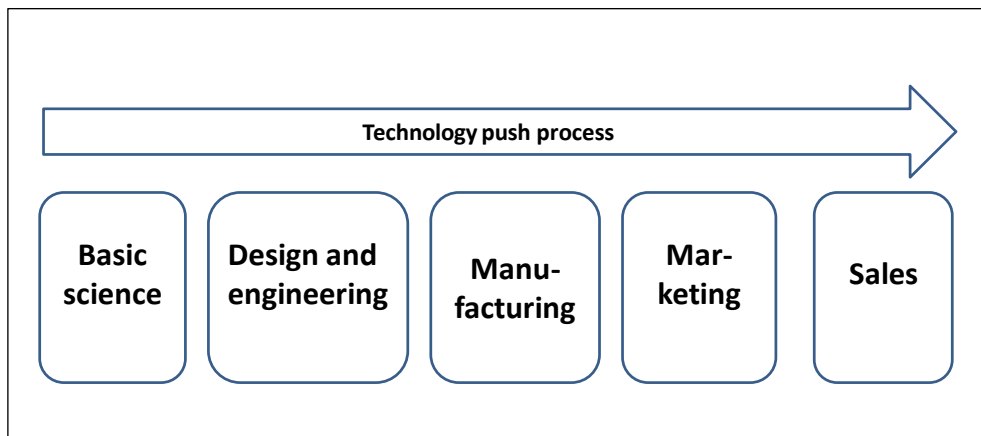 Technology push process
Basic
science
Design and
engineering
Manu-
facturing
Mar-
keting
Sales